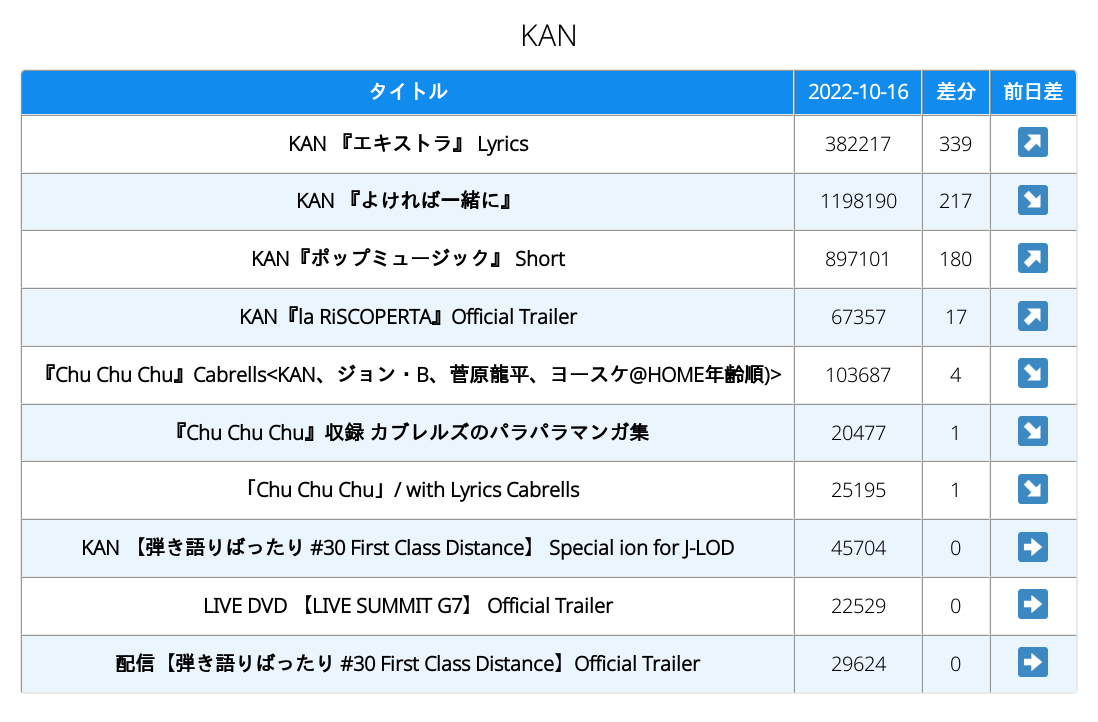 KAN
タイトル 2022-10-16 差分 前日差
KAN 『エキストラ』 Lyrics 382217 339 ↗
KAN 『よければ一緒に』 1198190 217 ↘
KAN『ポップミュージック』 Short 897101 180 ↗
KAN『la RiSCOPERTA』Official Trailer 67357 17 ↗
『Chu Chu Chu』Cabrells<KAN、ジョン・B、菅原龍平、ヨースケ@HOME年齢順)> 103687 4 ↘
『Chu Chu Chu』収録 カブレルズのパラパラマンガ集 20477 1 ↘
「Chu Chu Chu」/ with Lyrics Cabrells 25195 1 ↘
KAN 【弾き語りばったり #30 First Class Distance】 Special ion for J-LOD 45704 0 ➡
LIVE DVD 【LIVE SUMMIT G7】 Official Trailer 22529 0 ➡
配信【弾き語りばったり #30 First Class Distance】Official Trailer 29624 0 ➡